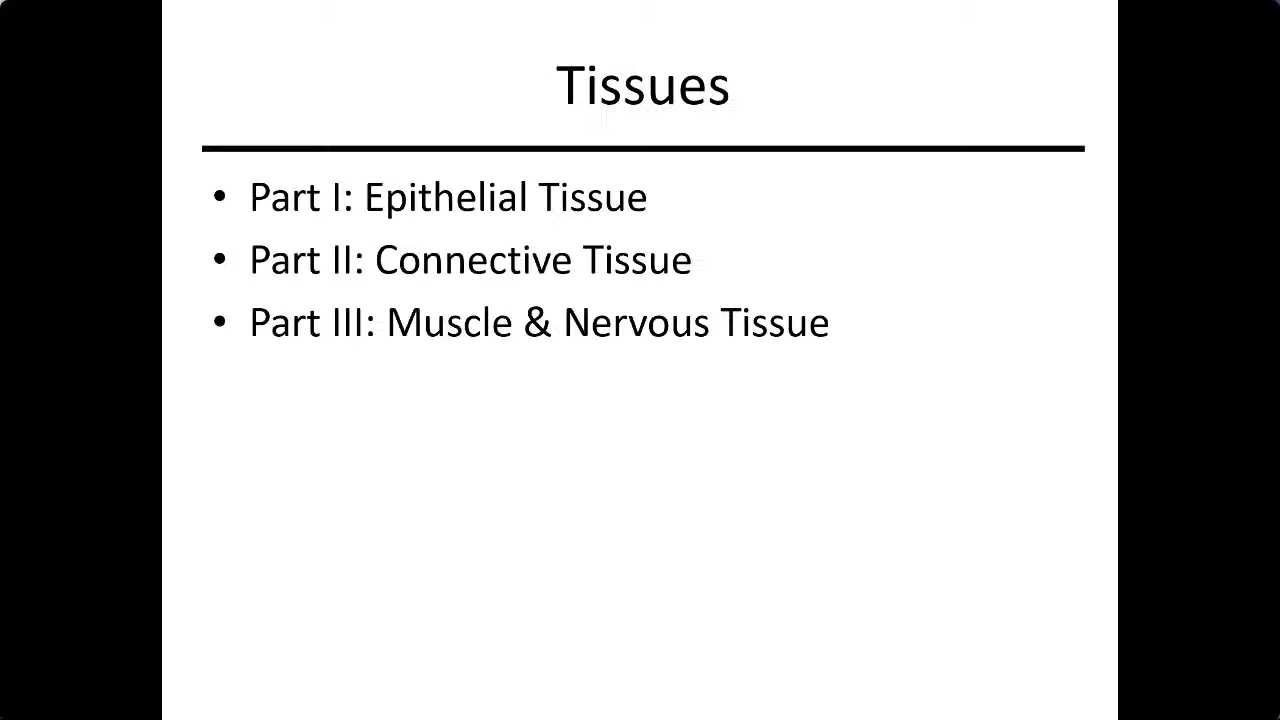 Tissues
• Part I: Epithelial Tissue
• Part II: Connective Tissue
• Part III: Muscle & Nervous Tissue